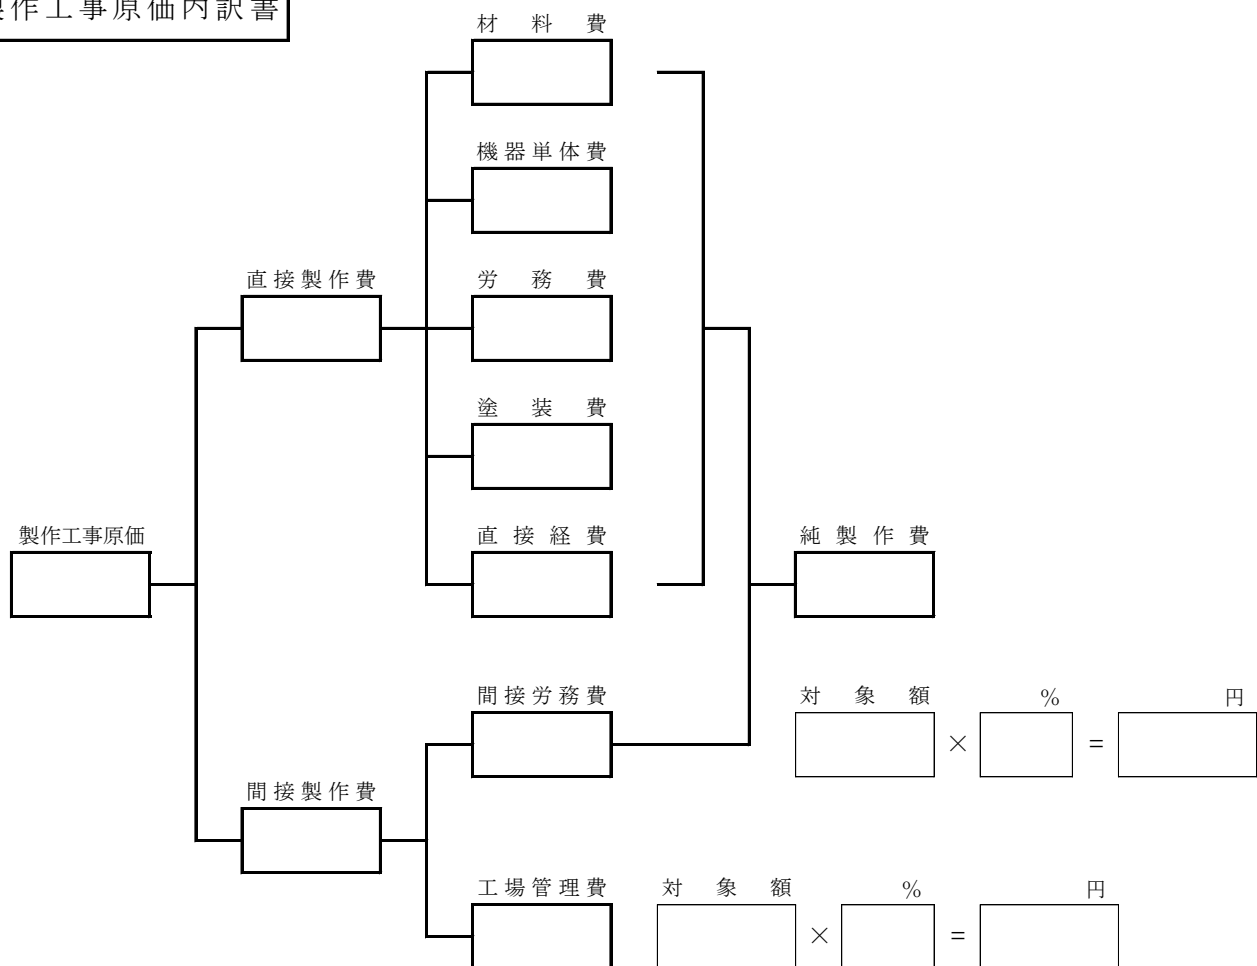 製作工事原価内訳書
材料費
機器単体費
直接製作費 労務費
塗装費
製作工事原価 直接経費 純製作費
間接労務費 対象額 % 円
× =
間接製作費
工場管理費 対象額 % 円
× =